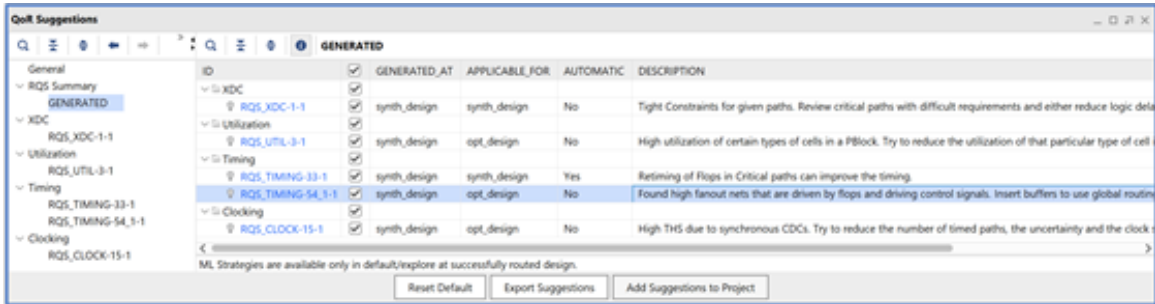 QoR Suggestions
GENERATED
General
RQS Summary
GENERATED
XDC
RQS_XDC-1-1
Utilization
RQS_UTIL-3-1
Timing
RQS_TIMING-33-1
RQS_TIMING-54_1-1
Clocking
RQS_CLOCK-15-1
ID GENERATED_AT APPLICABLE_FOR AUTOMATIC DESCRIPTION
XDC
RQS_XDC-1-1 synth_design synth_design No Tight Constraints for given paths. Review critical paths with difficult requirements and either reduce logic dela
Utilization
RQS_UTIL-3-1 synth_design opt_design No High utilization of certain types of cells in a PBlock. Try to reduce the utilization of that particular type of cell i
Timing
RQS_TIMING-33-1 synth_design synth_design Yes Retiming of Flops in Critical paths can improve the timing.
RQS_TIMING-54_1-1 synth_design opt_design No Found high fanout nets that are driven by flops and driving control signals. Insert buffers to use global routin
Clocking
RQS_CLOCK-15-1 synth_design opt_design No High THS due to synchronous CDCs. Try to reduce the number of timed paths, the uncertainty and the clock s
ML Strategies are available only in default/explore at successfully routed design.
Reset Default Export Suggestions Add Suggestions to Project